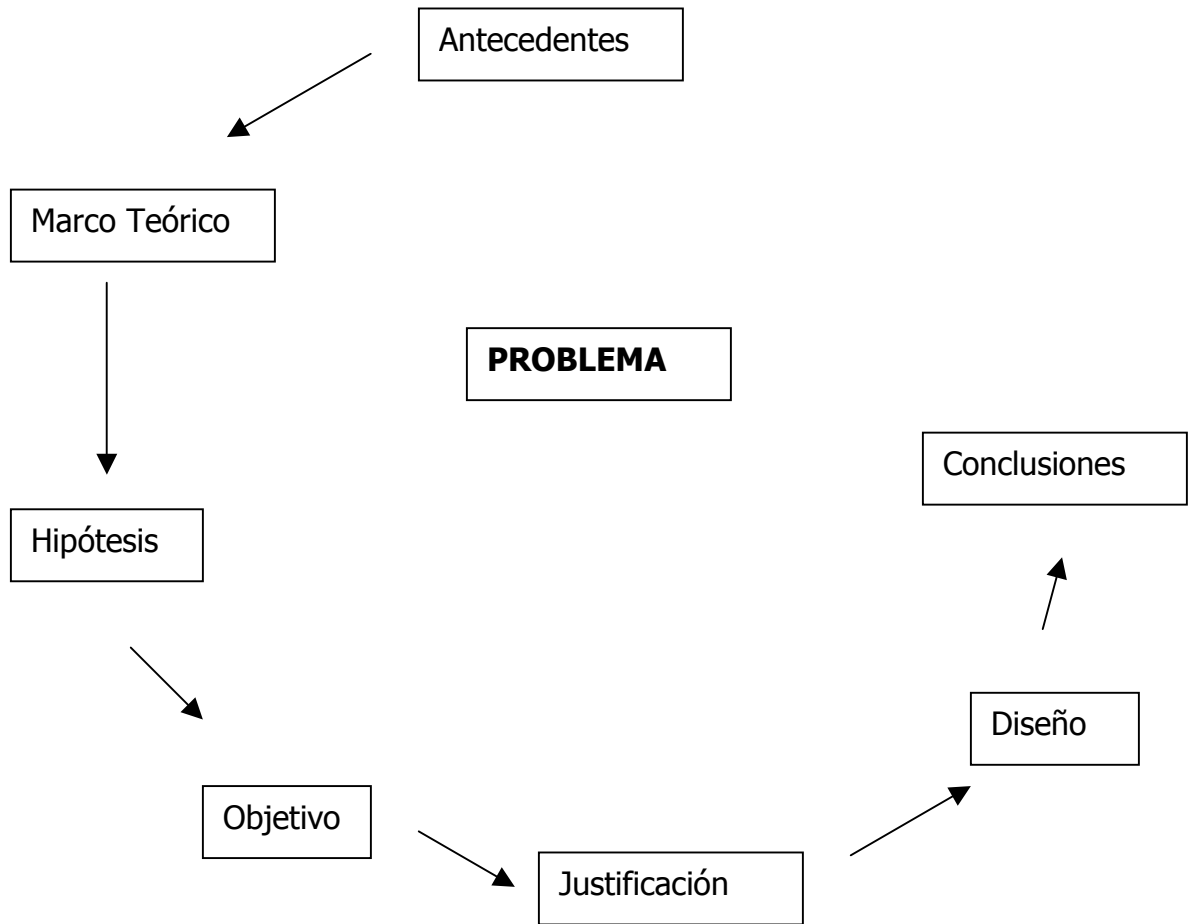 Antecedentes
Marco Teórico
PROBLEMA
Conclusiones
Hipótesis
Diseño
Objetivo
Justificación